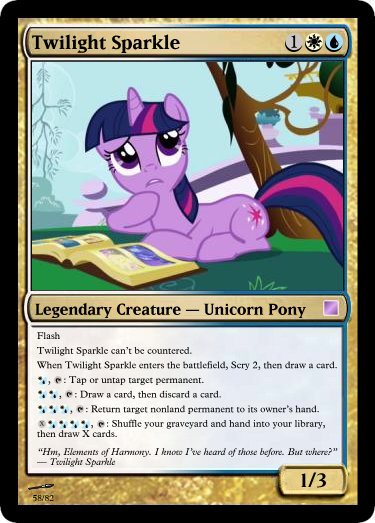 Twilight Sparkle 1
Legendary Creature — Unicorn Pony
Flash
Twilight Sparkle can't be countered.
When Twilight Sparkle enters the battlefield, Scry 2, then draw a card.
, : Tap or untap target permanent.
, : Draw a card, then discard a card.
, : Return target nonland permanent to its owner's hand.
X , : Shuffle your graveyard and hand into your library,
then draw X cards.
“Hm, Elements of Harmony. I know I've heard of those before. But where?”
— Twilight Sparkle
1/3
58/82